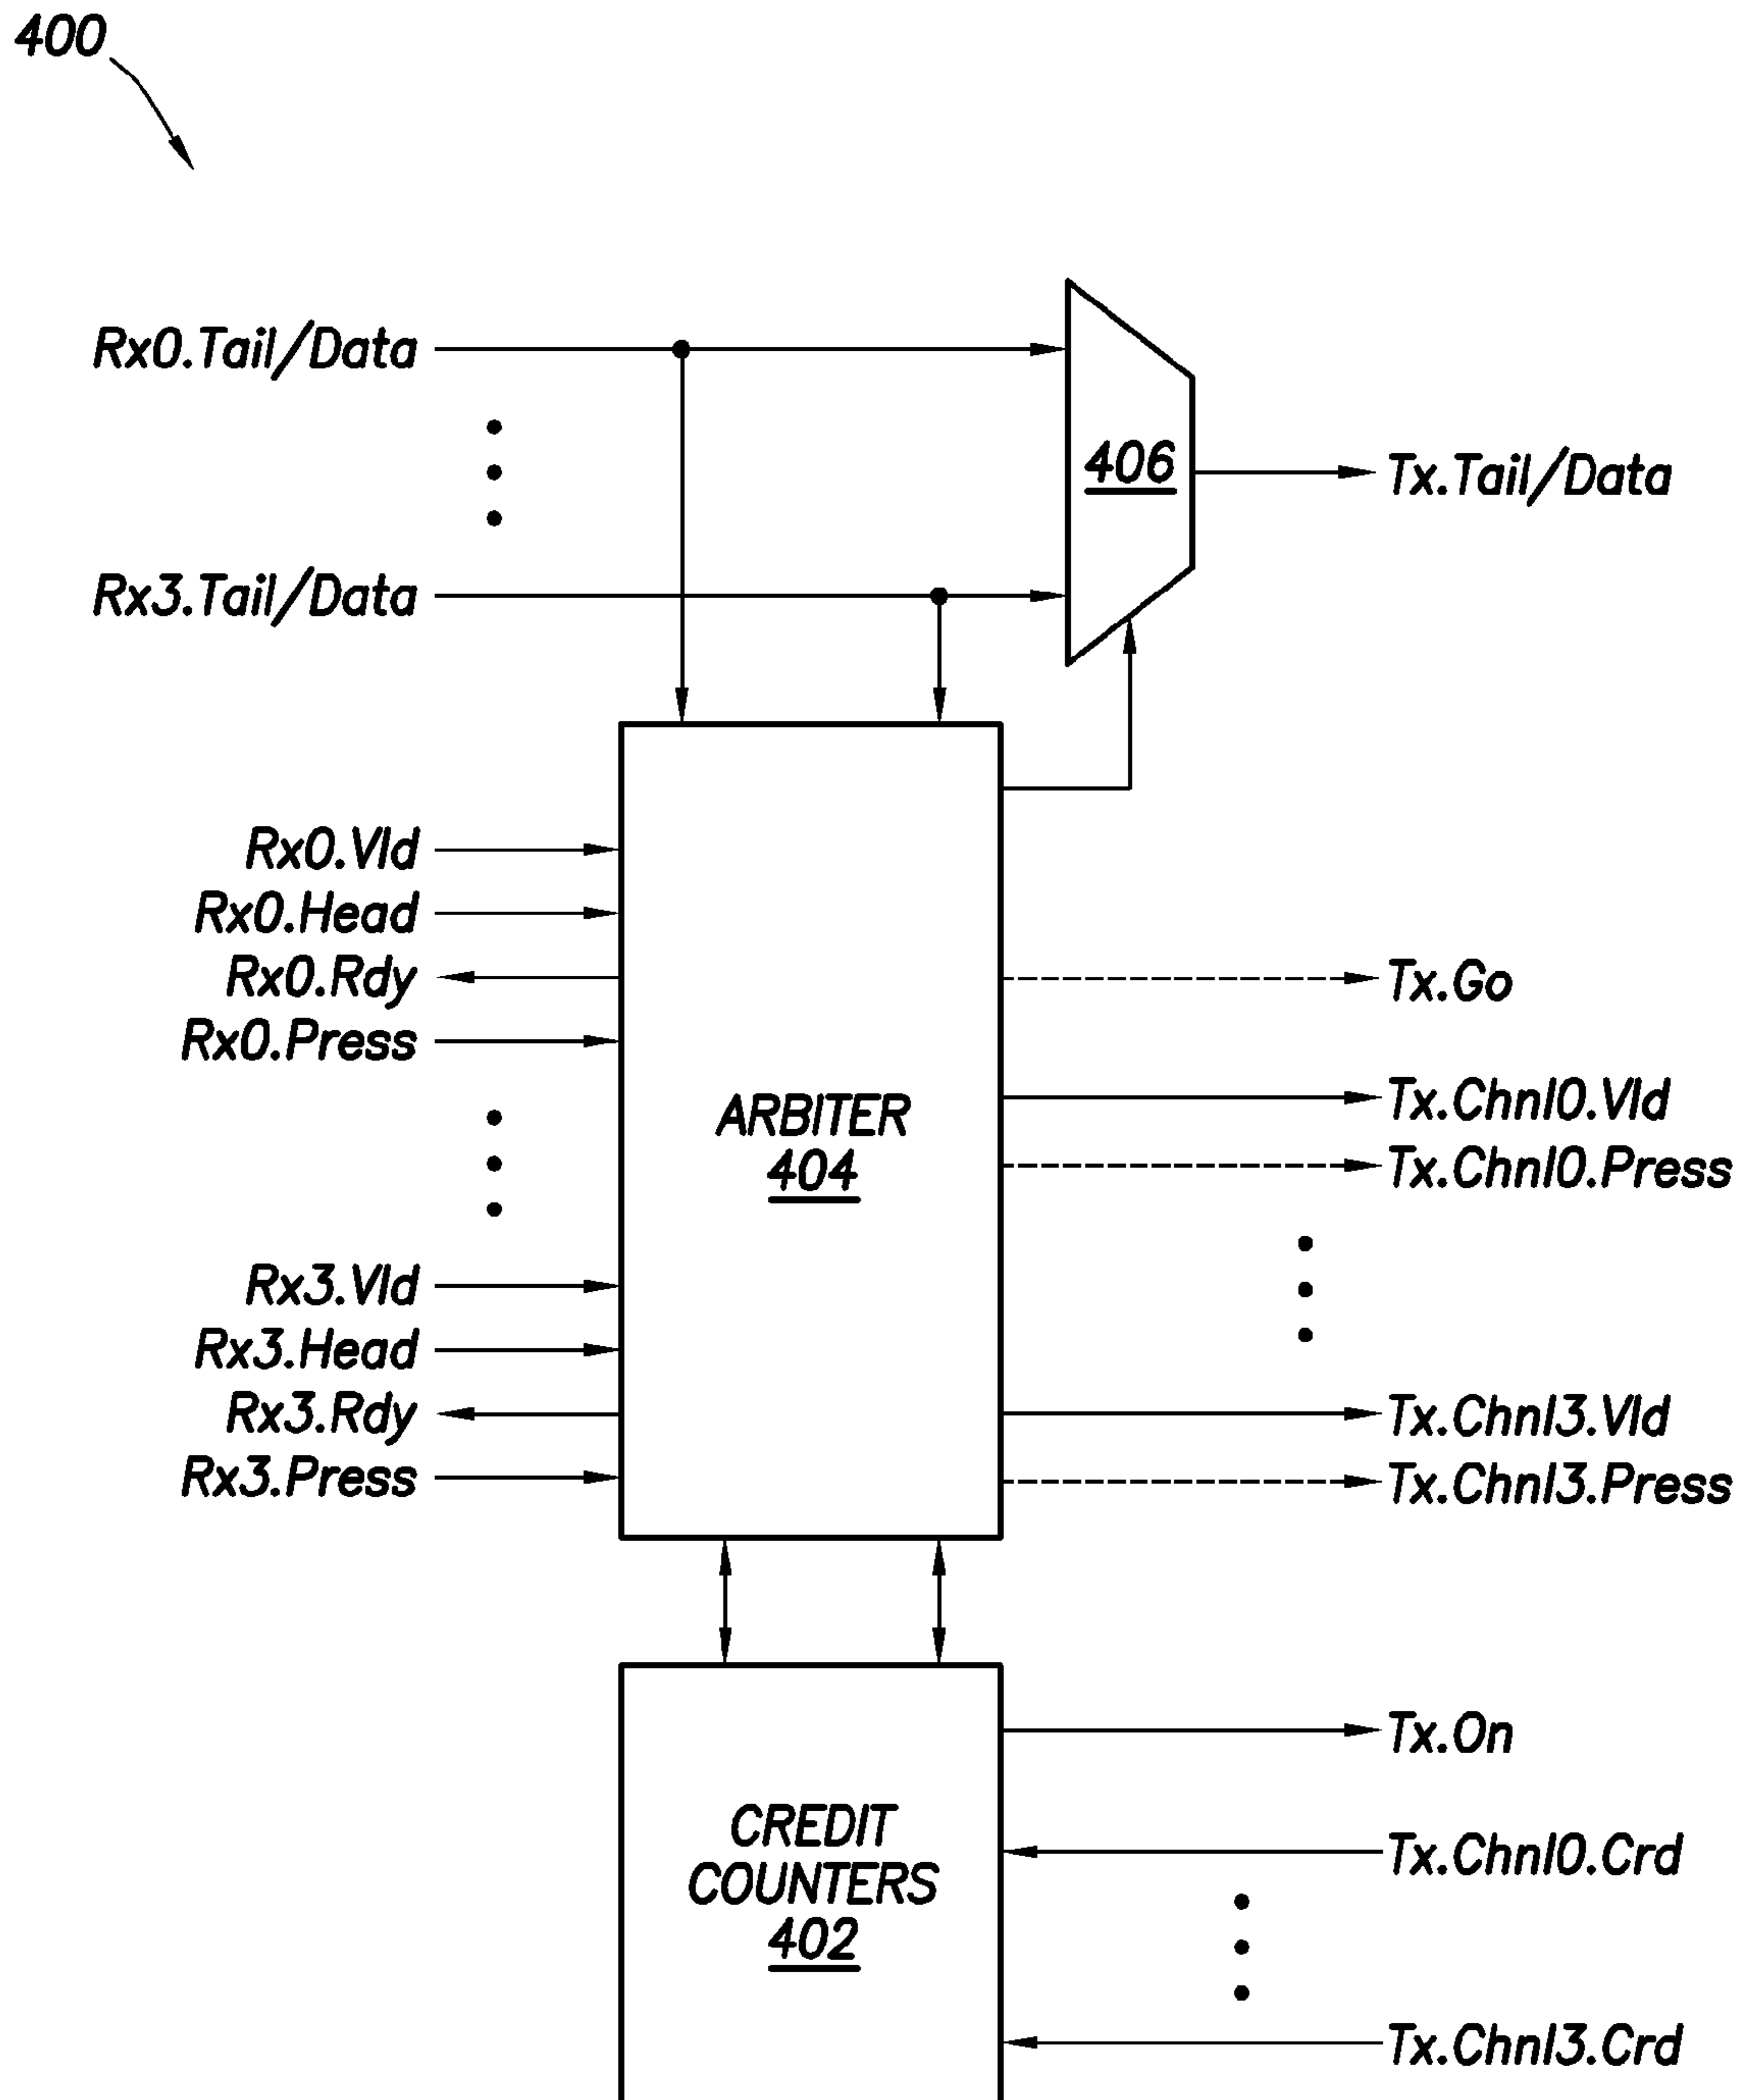 400
Rx0.Tail/Data
406
Tx.Tail/Data
Rx3.Tail/Data
Rx0.Vld
Rx0.Head
Rx0.Rdy
Rx0.Press
Tx.Go
Tx.Chnl0.Vld
Tx.Chnl0.Press
ARBITER
404
Rx3.Vld
Rx3.Head
Rx3.Rdy
Rx3.Press
Tx.Chnl3.Vld
Tx.Chnl3.Press
CREDIT
COUNTERS
402
Tx.On
Tx.Chnl0.Crd
Tx.Chnl3.Crd